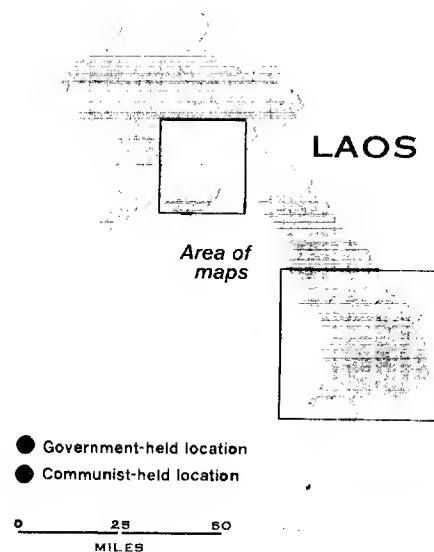 LAOS
Area of
maps
Government-held location
Communist-held location
0 25 50
MILES